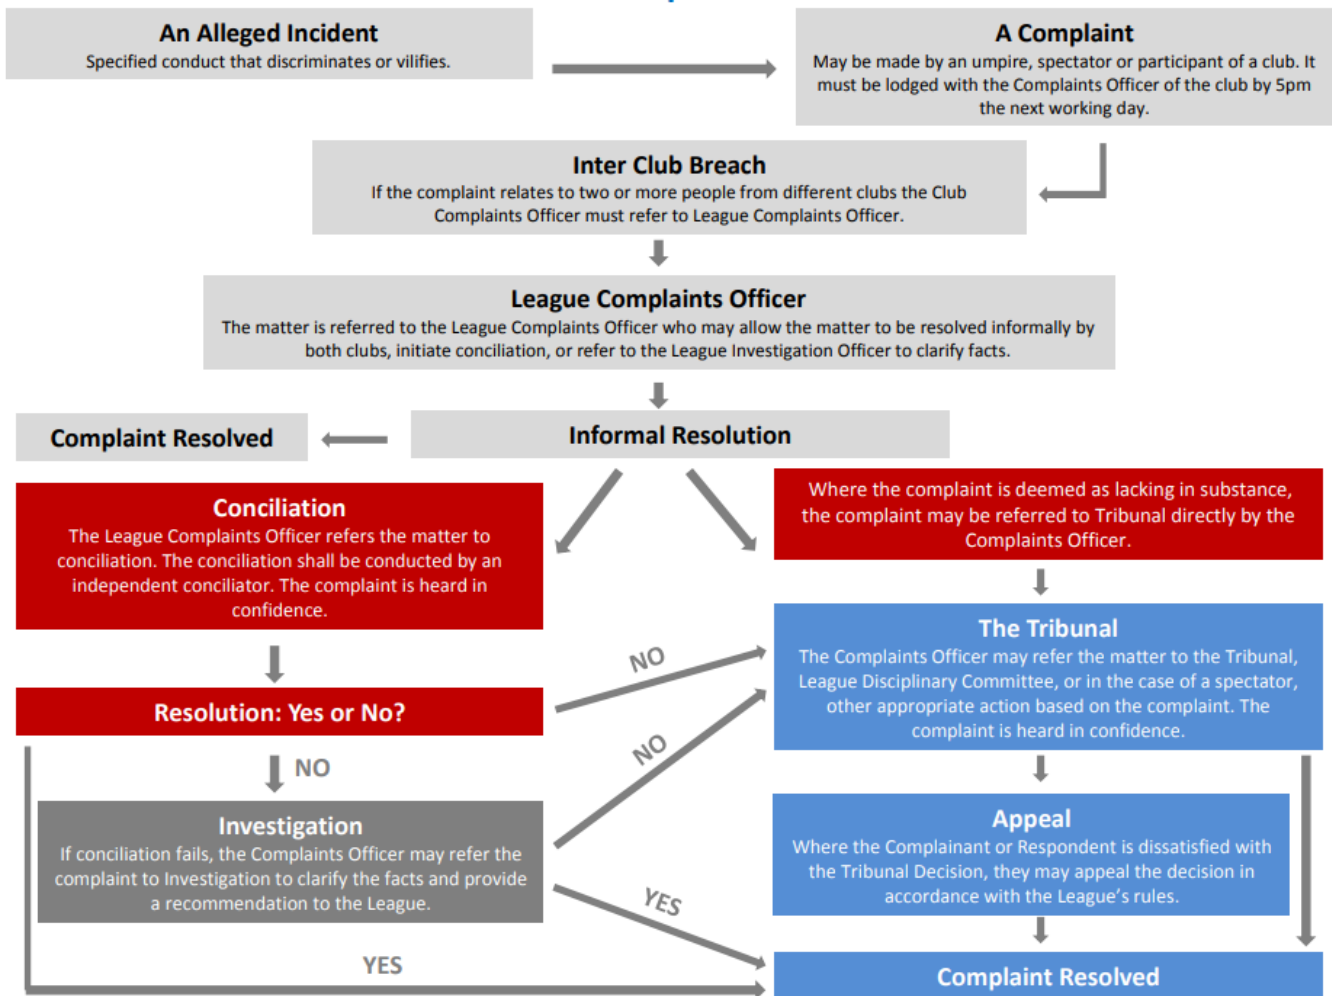 An Alleged Incident
Specified conduct that discriminates or vilifies.
A Complaint
May be made by an umpire, spectator or participant of a club. It
must be lodged with the Complaints Officer of the club by 5pm
the next working day.
Inter Club Breach
If the complaint relates to two or more people from different clubs the Club
Complaints Officer must refer to League Complaints Officer.
League Complaints Officer
The matter is referred to the League Complaints Officer who may allow the matter to be resolved informally by
both clubs, initiate conciliation, or refer to the League Investigation Officer to clarify facts.
Complaint Resolved
Informal Resolution
Conciliation
The League Complaints Officer refers the matter to
conciliation. The conciliation shall be conducted by an
independent conciliator. The complaint is heard in
confidence.
Where the complaint is deemed as lacking in substance,
the complaint may be referred to Tribunal directly by the
Complaints Officer.
The Tribunal
The Complaints Officer may refer the matter to the Tribunal,
League Disciplinary Committee, or in the case of a spectator,
other appropriate action based on the complaint. The
complaint is heard in confidence.
NO
Resolution: Yes or No?
NO
NO
Investigation
If conciliation fails, the Complaints Officer may refer the
complaint to Investigation to clarify the facts and provide
a recommendation to the League.
Appeal
Where the Complainant or Respondent is dissatisfied with
the Tribunal Decision, they may appeal the decision in
accordance with the League's rules.
YES
YES
Complaint Resolved